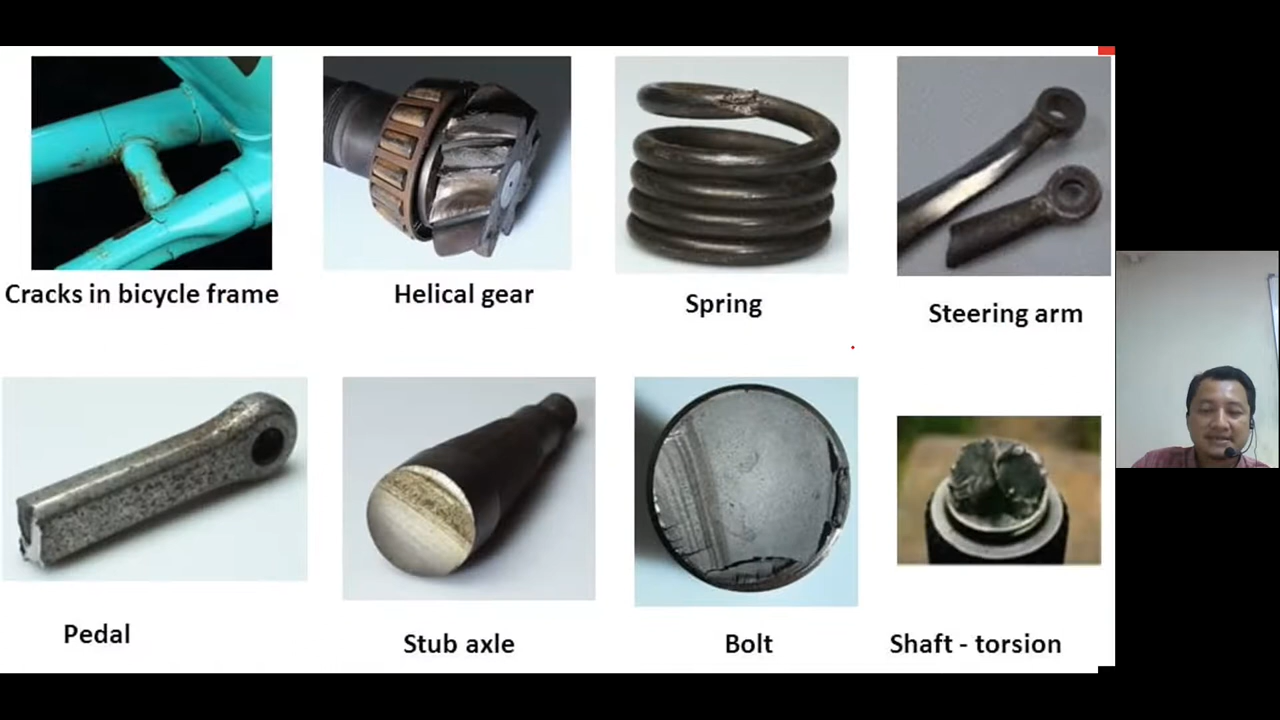 Cracks in bicycle frame
Helical gear
Spring
Steering arm
Pedal
Stub axle
Bolt
Shaft - torsion